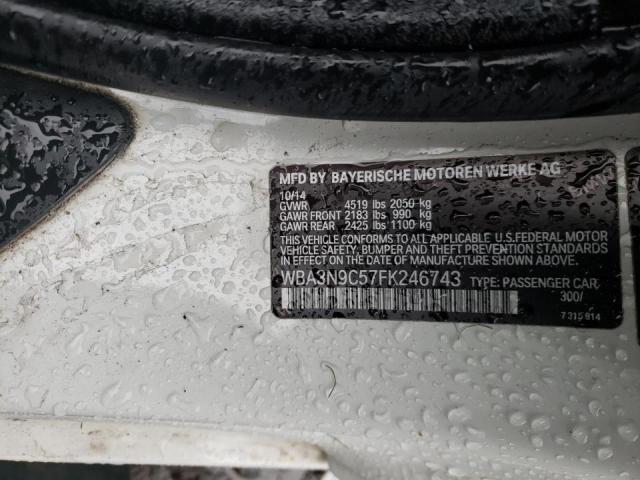 MFD BY BAYERISCHE MOTOREN WERKE AG
10/14
GVWR 4519 lbs 2050 kg
GAWR FRONT 2183 lbs 990 kg
GAWR REAR 2425 lbs 1100 kg
THIS VEHICLE CONFORMS TO ALL APPLICABLE U.S.FEDERAL MOTOR
VEHICLE SAFETY, BUMPER, AND THEFT PREVENTION STANDARDS
IN EFFECT ON THE DATE OF MANUFACTURE SHOWN ABOVE.
WBA3N9C57FK246743 TYPE: PASSENGER CAR
300/
7 315 914